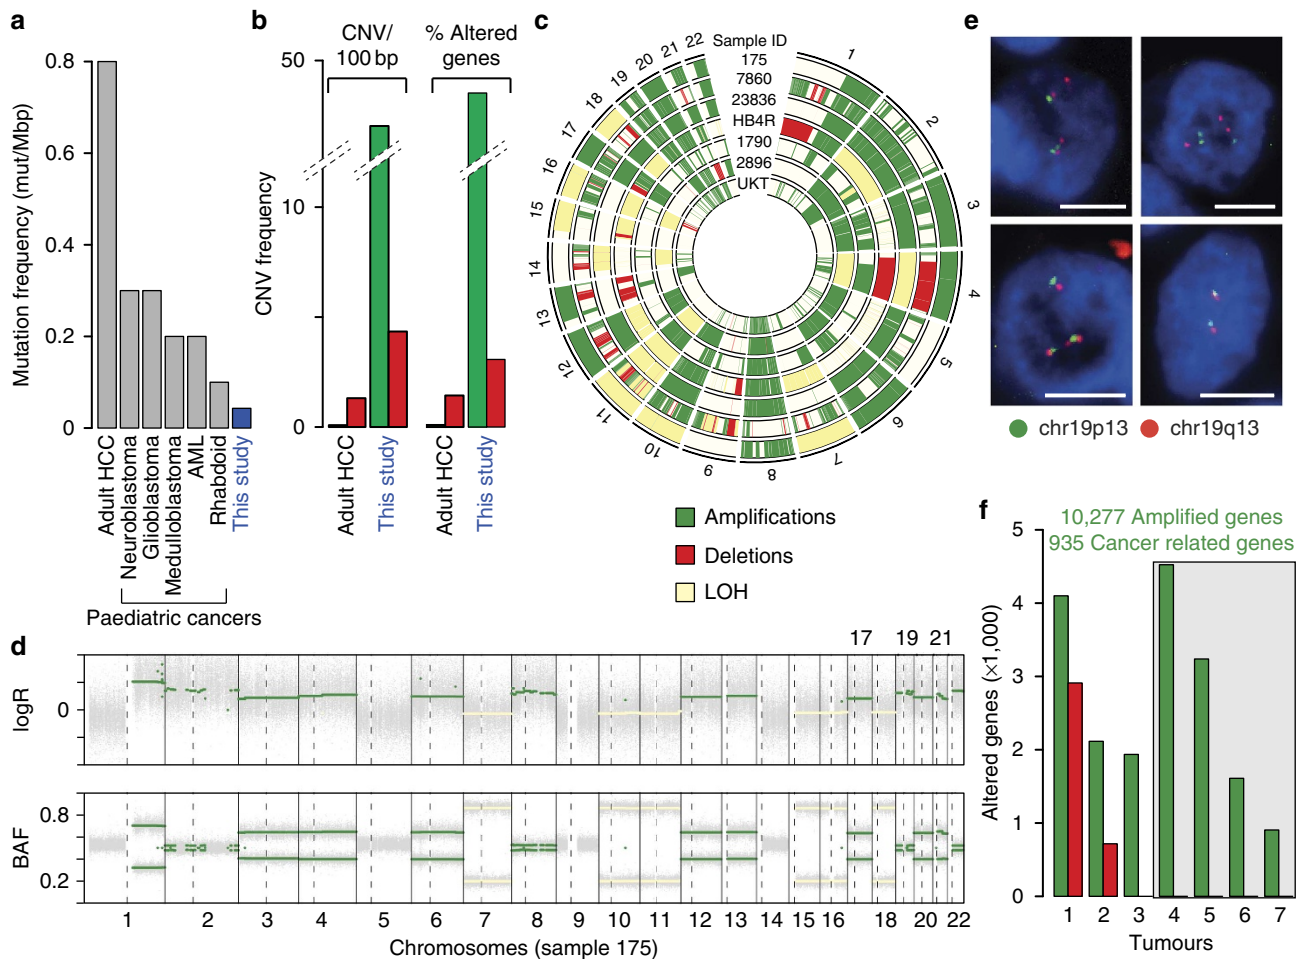 a
Mutation frequency (mut/Mbp)
0.8
0.6
0.4
0.2
0
Adult HCC
Neuroblastoma
Glioblastoma
Medulloblastoma
AML
Rhabdoid
This study
Paediatric cancers
b
CNV/
100 bp
% Altered
genes
CNV frequency
50
10
0
Adult HCC
This study
Adult HCC
This study
c
Sample ID
175
7860
23836
HB4R
1790
2896
UKT
1
2
3
4
5
6
7
8
9
10
11
12
13
14
15
16
17
18
19
20
21
22
Amplifications
Deletions
LOH
e
chr19p13
chr19q13
d
17
19
21
logR
0
BAF
0.8
0.2
1
2
3
4
5
6
7
8
9
10
11
12
13
14
15
16
18
20
22
Chromosomes (sample 175)
f
10,277 Amplified genes
935 Cancer related genes
Altered genes (×1,000)
5
4
3
2
1
0
1
2
3
4
5
6
7
Tumours